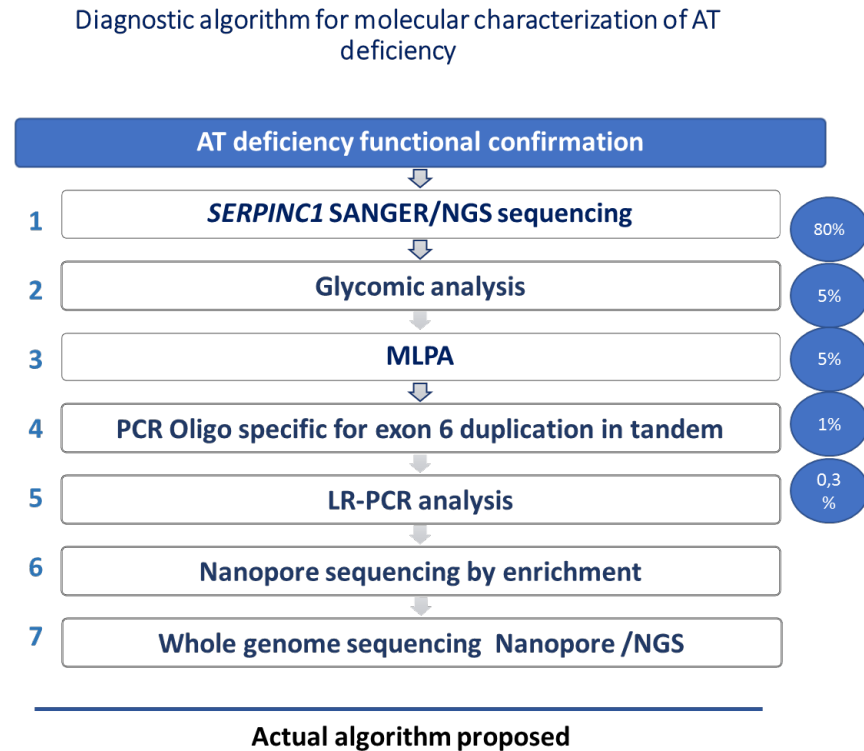 Diagnostic algorithm for molecular characterization of AT
deficiency
AT deficiency functional confirmation
1
SERPINC1 SANGER/NGS sequencing
80%
2
Glycomic analysis
5%
3
MLPA
5%
4
PCR Oligo specific for exon 6 duplication in tandem
1%
5
LR-PCR analysis
0,3
%
6
Nanopore sequencing by enrichment
7
Whole genome sequencing Nanopore /NGS
Actual algorithm proposed